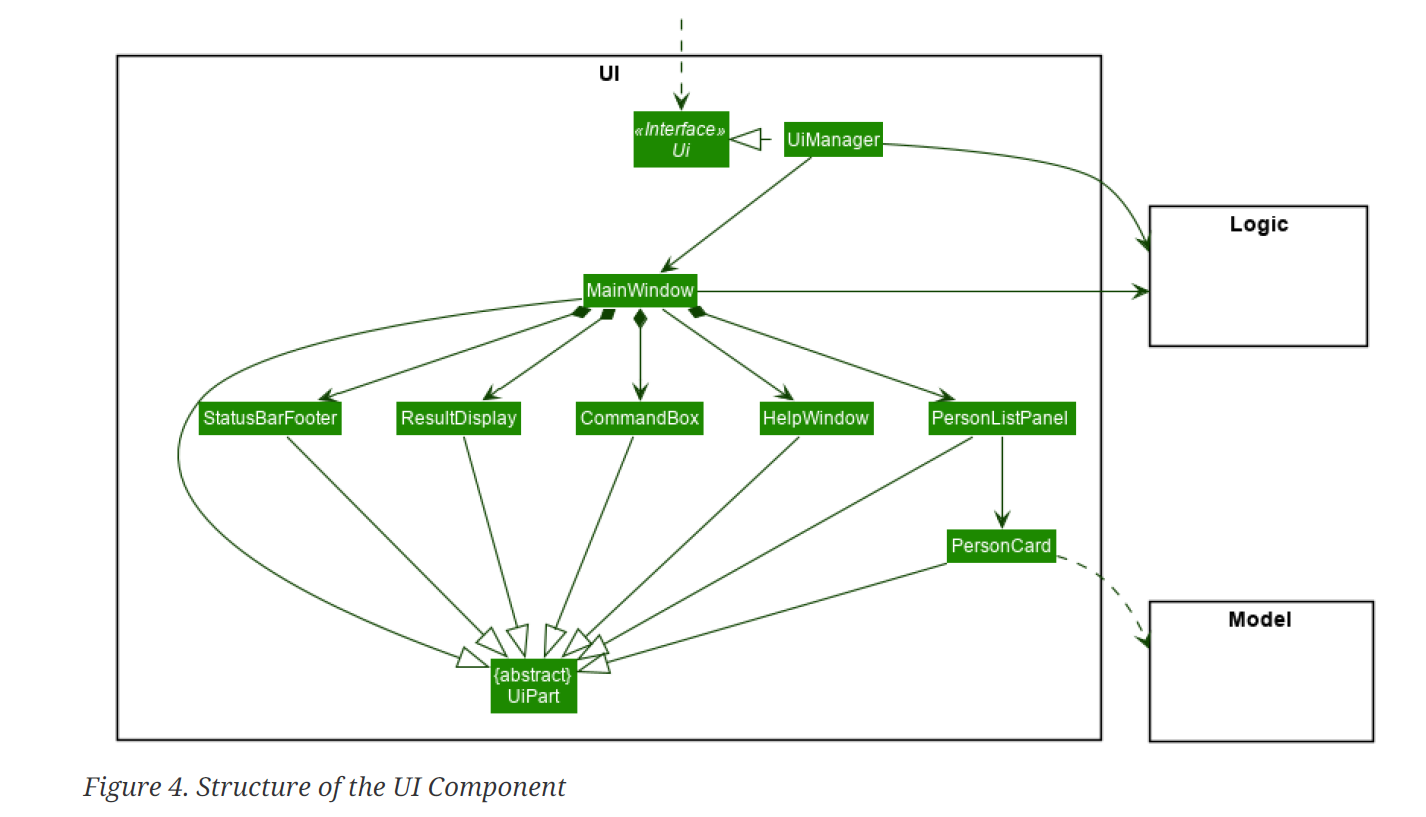 UI
«Interface»
Ui
UiManager
Logic
MainWindow
StatusBarFooter
ResultDisplay
CommandBox
HelpWindow
PersonListPanel
PersonCard
Model
{abstract}
UiPart
Figure 4. Structure of the UI Component